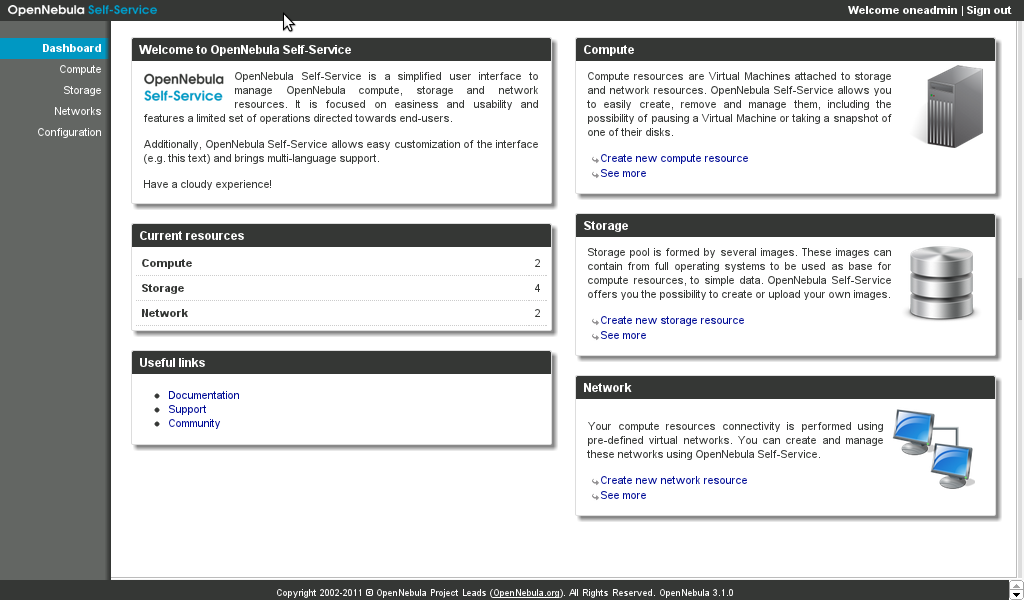 OpenNebula Self-Service
Welcome oneadmin | Sign out
Dashboard
Compute
Storage
Networks
Configuration
Welcome to OpenNebula Self-Service
OpenNebula
Self-Service
OpenNebula Self-Service is a simplified user interface to
manage OpenNebula compute, storage and network
resources. It is focused on easiness and usability and
features a limited set of operations directed towards end-users.
Additionally, OpenNebula Self-Service allows easy customization of the interface
(e.g. this text) and brings multi-language support.
Have a cloudy experience!
Current resources
Compute 2
Storage 4
Network 2
Useful links
Documentation
Support
Community
Compute
Compute resources are Virtual Machines attached to storage
and network resources. OpenNebula Self-Service allows you
to easily create, remove and manage them, including the
possibility of pausing a Virtual Machine or taking a snapshot of
one of their disks.
Create new compute resource
See more
Storage
Storage pool is formed by several images. These images can
contain from full operating systems to be used as base for
compute resources, to simple data. OpenNebula Self-Service
offers you the possibility to create or upload your own images.
Create new storage resource
See more
Network
Your compute resources connectivity is performed using
pre-defined virtual networks. You can create and manage
these networks using OpenNebula Self-Service.
Create new network resource
See more
Copyright 2002-2011 © OpenNebula Project Leads (OpenNebula.org). All Rights Reserved. OpenNebula 3.1.0